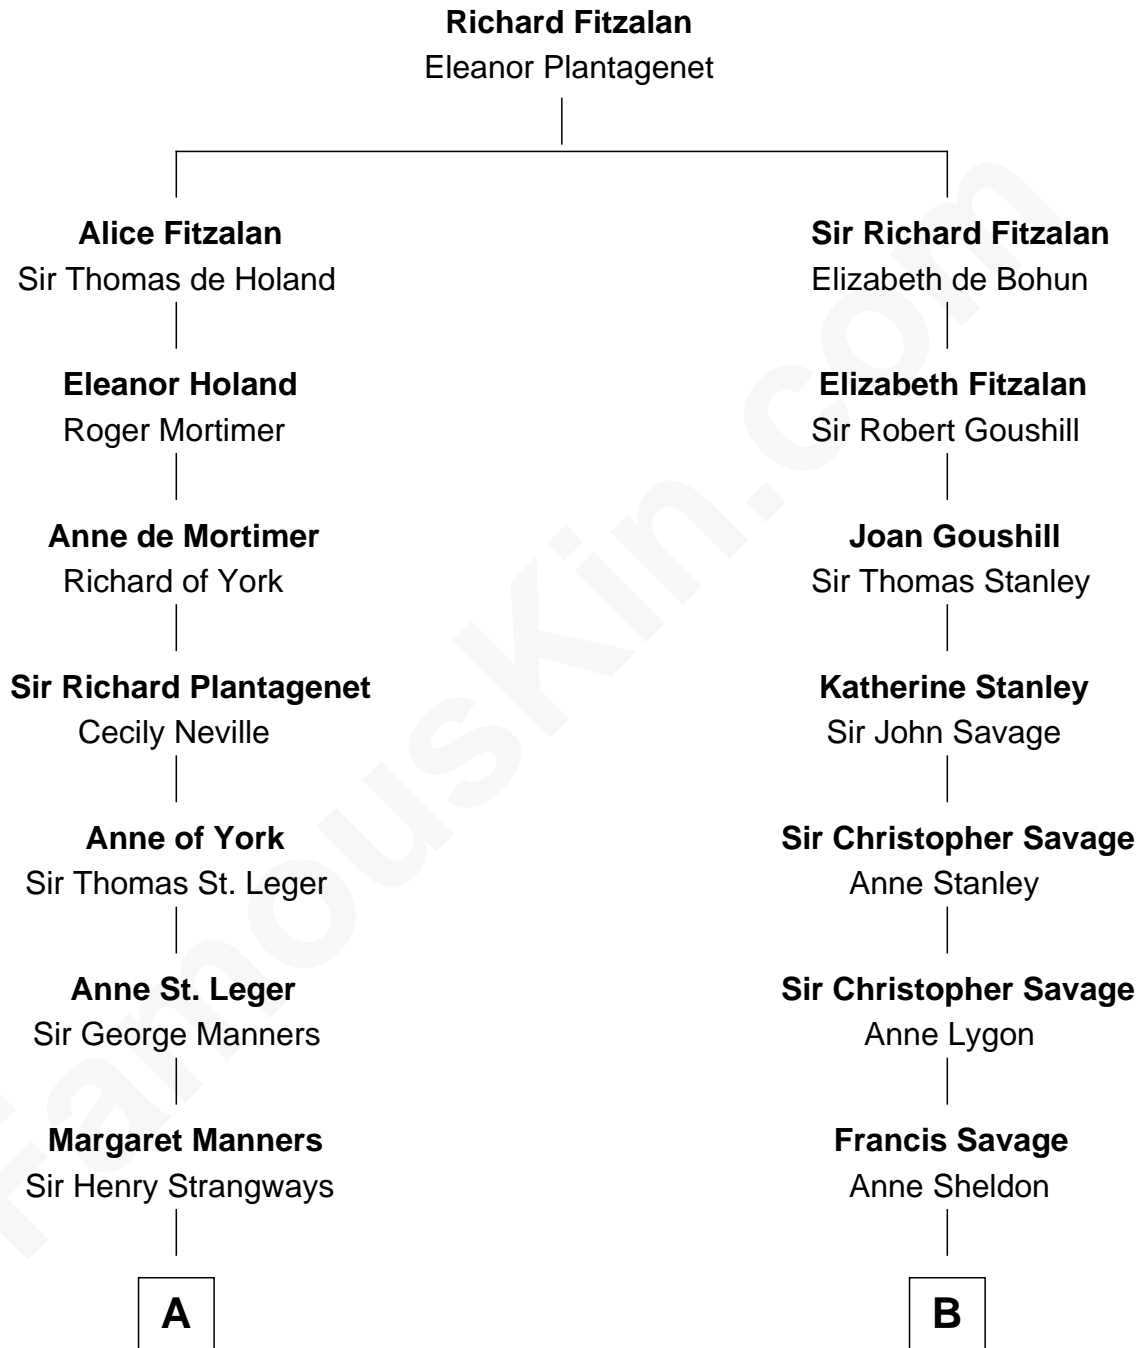 Richard Fitzalan
Eleanor Plantagenet
Alice Fitzalan
Sir Thomas de Holand
Sir Richard Fitzalan
Elizabeth de Bohun
Eleanor Holand
Roger Mortimer
Elizabeth Fitzalan
Sir Robert Goushill
Anne de Mortimer
Richard of York
Joan Goushill
Sir Thomas Stanley
Sir Richard Plantagenet
Cecily Neville
Katherine Stanley
Sir John Savage
Anne of York
Sir Thomas St. Leger
Sir Christopher Savage
Anne Stanley
Anne St. Leger
Sir George Manners
Sir Christopher Savage
Anne Lygon
Margaret Manners
Sir Henry Strangways
Francis Savage
Anne Sheldon
A
B
FamousKin.com